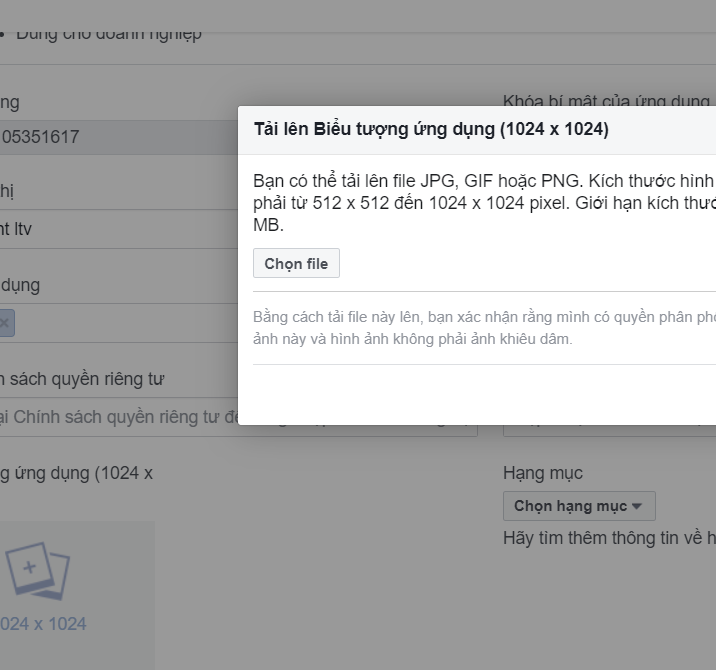 Dùng cho doanh nghiệp
ng
Khóa bí mật của ứng dụng
05351617
thị
nt ltv
dụng
sách quyền riêng tư
ại Chính sách quyền riêng tư
Tải lên Biểu tượng ứng dụng (1024 x 1024)
Bạn có thể tải lên file JPG, GIF hoặc PNG. Kích thước hình
phải từ 512 x 512 đến 1024 x 1024 pixel. Giới hạn kích thước
MB.
Chọn file
Bằng cách tải file này lên, bạn xác nhận rằng mình có quyền phân phố
ảnh này và hình ảnh không phải ảnh khiêu dâm.
g ứng dụng (1024 x
024 x 1024
Hạng mục
Chọn hạng mục
Hãy tìm thêm thông tin về h